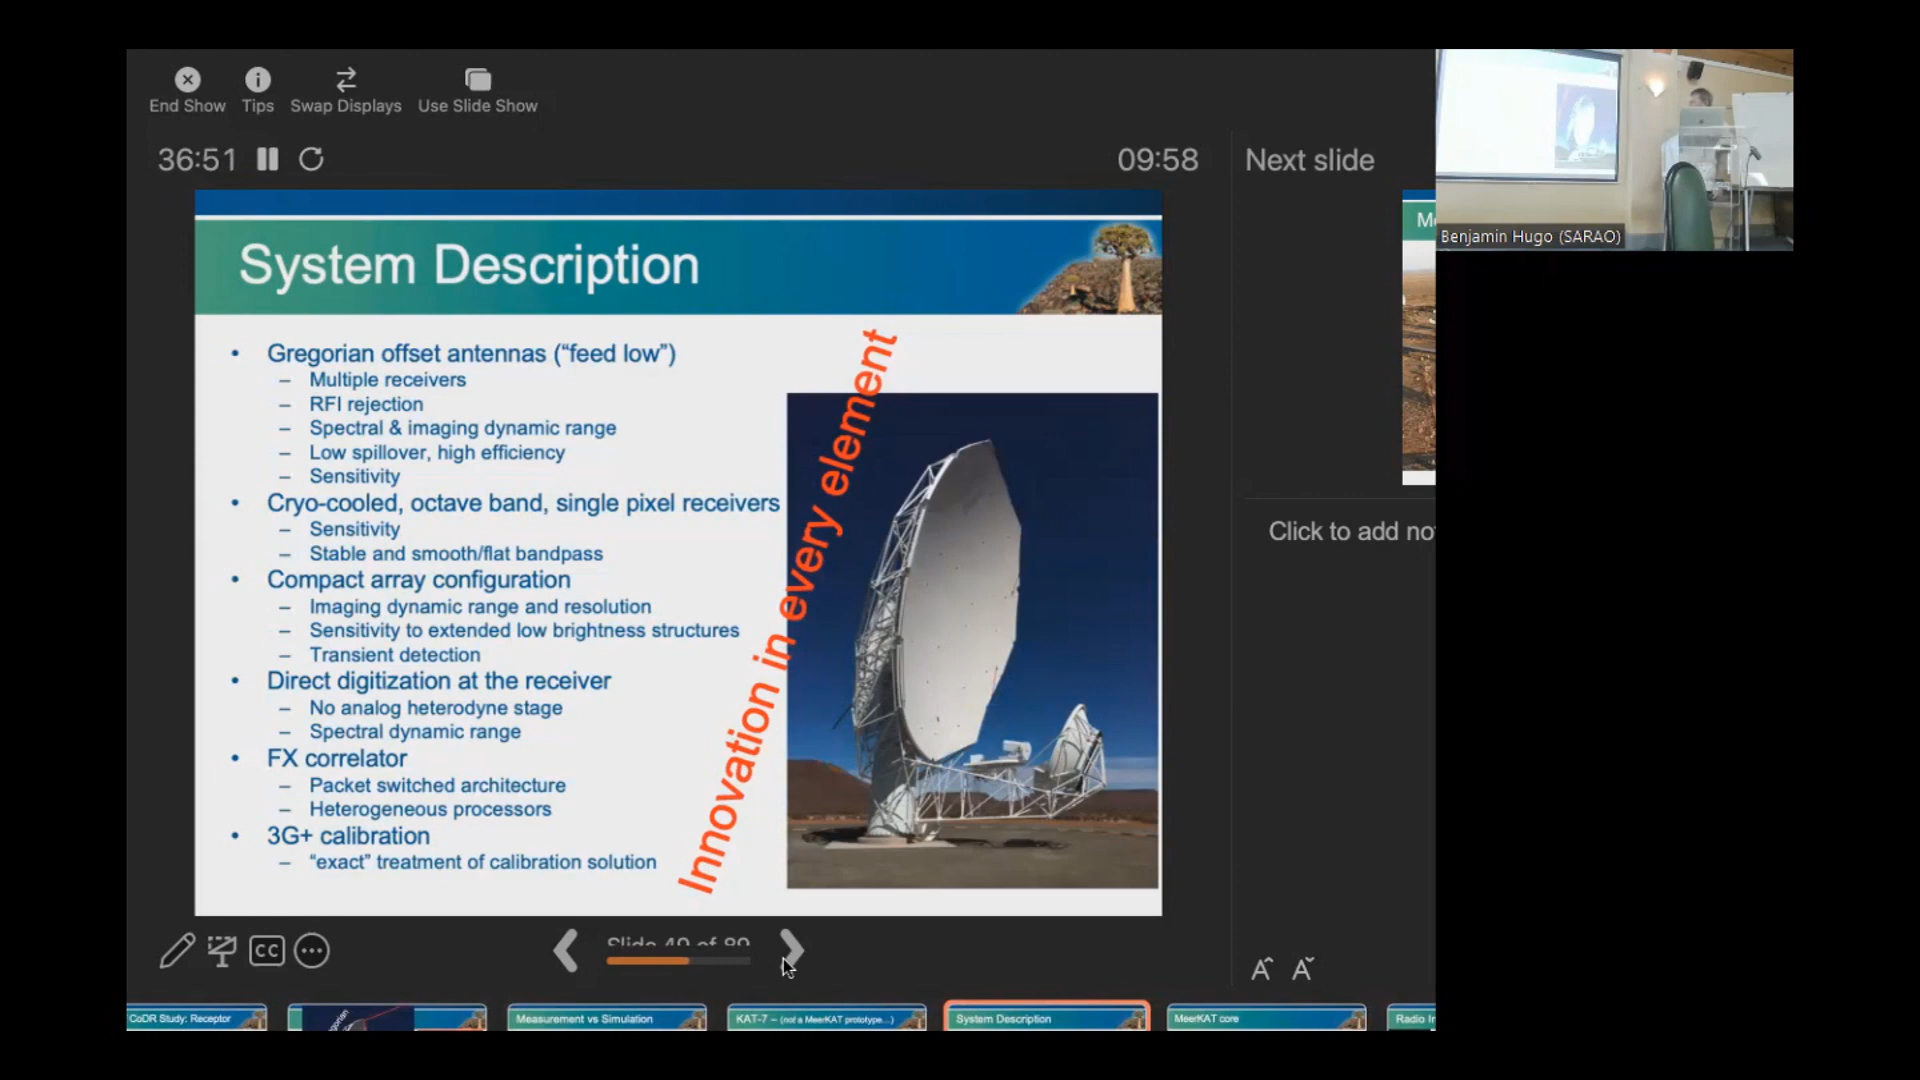 End Show
Tips
Swap Displays
Use Slide Show
36:51
09:58
Next slide
Benjamin Hugo (SARAO)
System Description
• Gregorian offset antennas (“feed low”)
– Multiple receivers
– RFI rejection
– Spectral & imaging dynamic range
– Low spillover, high efficiency
– Sensitivity
• Cryo-cooled, octave band, single pixel receivers
– Sensitivity
– Stable and smooth/flat bandpass
• Compact array configuration
– Imaging dynamic range and resolution
– Sensitivity to extended low brightness structures
– Transient detection
• Direct digitization at the receiver
– No analog heterodyne stage
– Spectral dynamic range
• FX correlator
– Packet switched architecture
– Heterogeneous processors
• 3G+ calibration
– “exact” treatment of calibration solution
Innovation in every element
Click to add no
CC
Slide 49 of 89
A A
CoDR Study: Receptor
Measurement vs Simulation
KAT-7 – (not a MeerKAT prototype...)
System Description
MeerKAT core